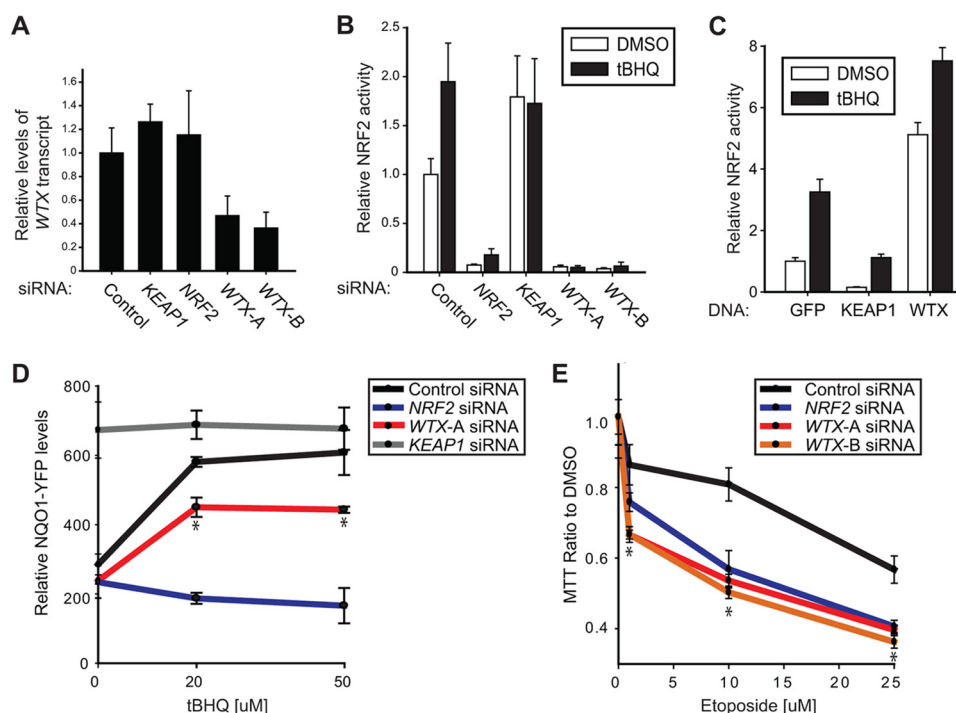 A
Relative levels of
WTX transcript
1.6
1.4
1.2
1.0
0.8
0.6
0.4
0.2
0
siRNA:
Control
KEAP1
NRF2
WTX-A
WTX-B
B
Relative NRF2 activity
2.5
2.0
1.5
1.0
0.5
0
DMSO
tBHQ
siRNA:
Control
NRF2
KEAP1
WTX-A
WTX-B
C
Relative NRF2 activity
8
6
4
2
0
DMSO
tBHQ
DNA:
GFP
KEAP1
WTX
D
Relative NQO1-YFP levels
800
600
400
200
0
*
*
0
20
50
tBHQ [uM]
Control siRNA
NRF2 siRNA
WTX-A siRNA
KEAP1 siRNA
E
MTT Ratio to DMSO
1.0
0.8
0.6
0.4
*
*
*
0
5
10
15
20
25
Etoposide [uM]
Control siRNA
NRF2 siRNA
WTX-A siRNA
WTX-B siRNA